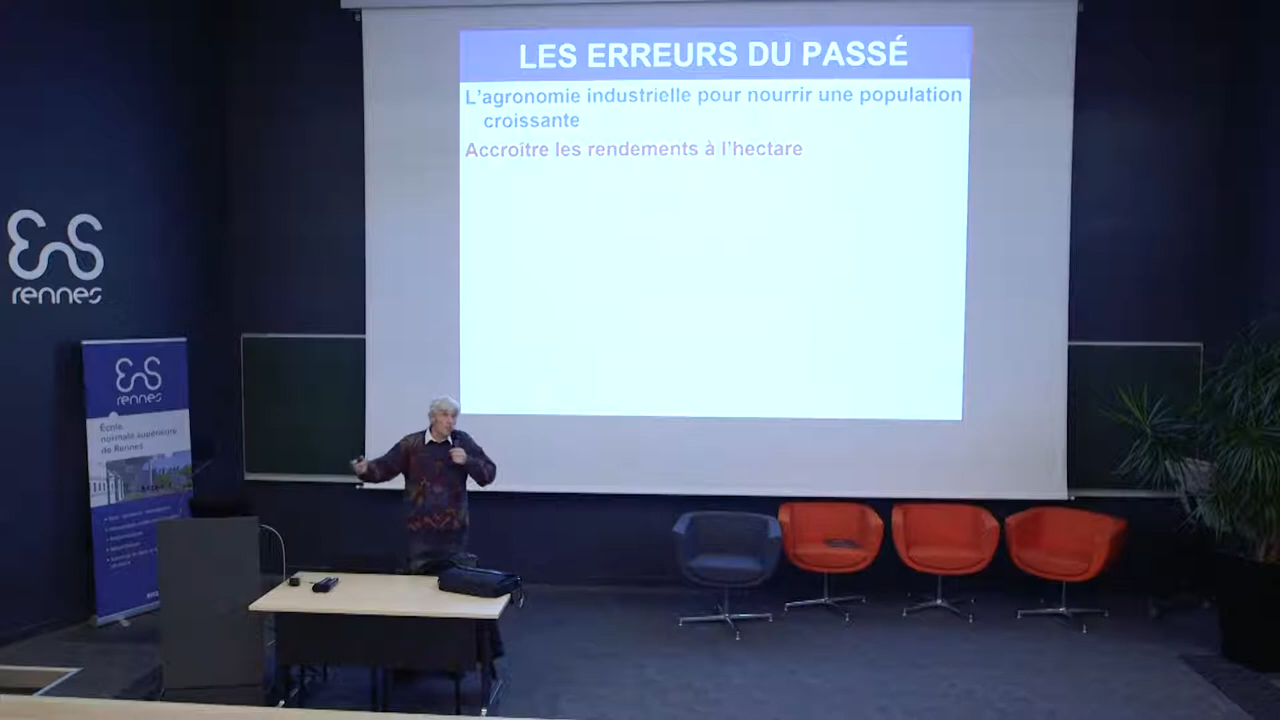 LES ERREURS DU PASSÉ
L'agronomie industrielle pour nourrir une population
croissante
Accroître les rendements à l'hectare
ens
rennes
ens
rennes
École
normale supérieure
de Rennes